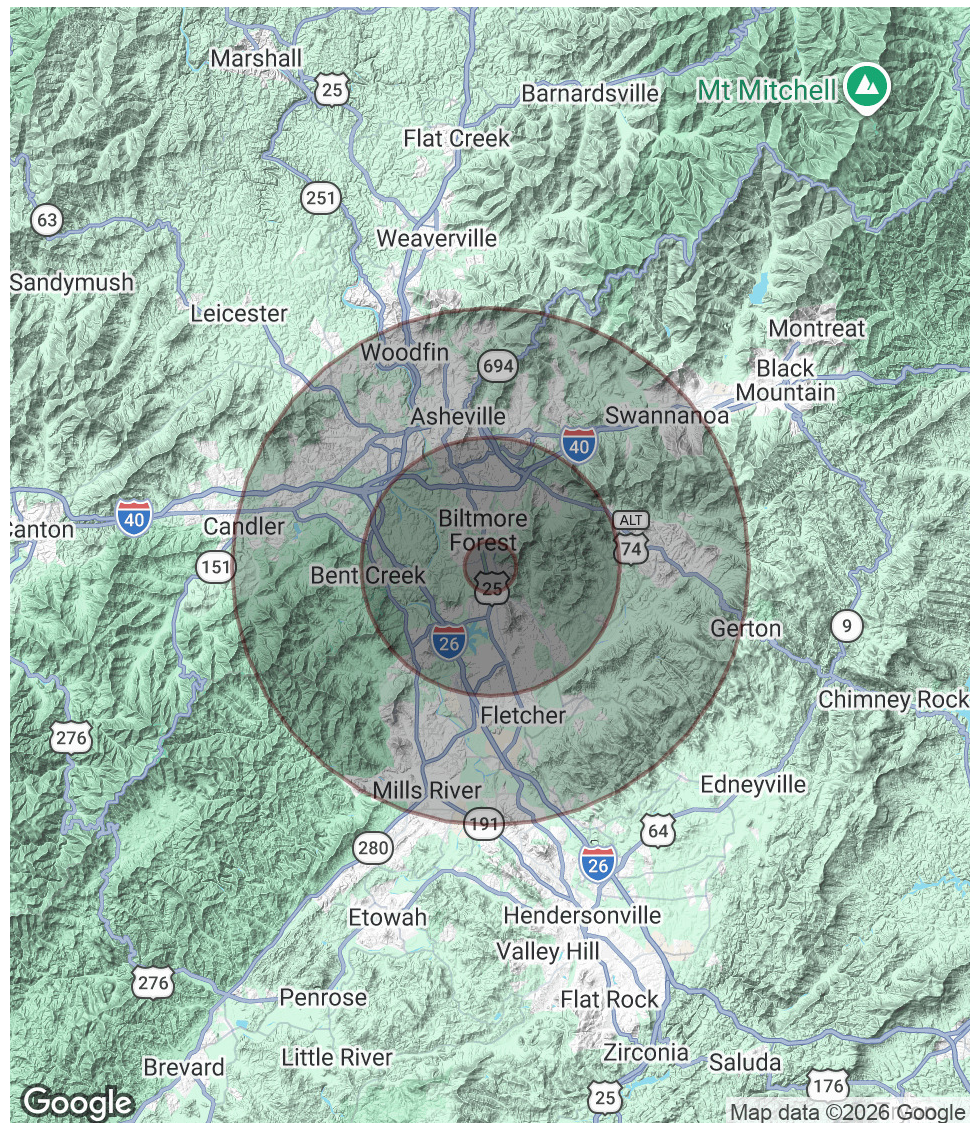 Marshall
25
Barnardsville
Mt Mitchell
Flat Creek
251
63
Weaverville
Sandymush
Leicester
Montreat
Woodfin
694
Black
Mountain
Asheville
Swannanoa
40
40
Biltmore
Forest
ALT
74
Canton
Candler
151
Bent Creek
25
26
Gerton
9
Chimney Rock
276
Fletcher
Mills River
Edneyville
191
64
280
26
Etowah
Hendersonville
Valley Hill
276
Penrose
Flat Rock
Brevard
Little River
Zirconia
Saluda
176
25
Google
Map data ©2026 Google